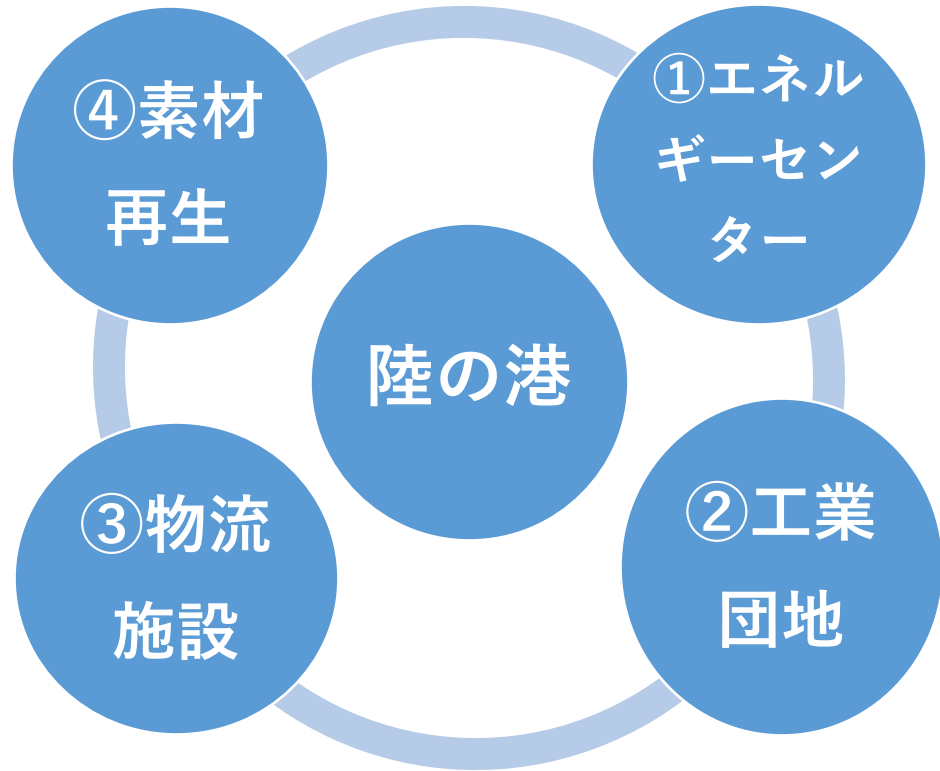 ①エネル
ギーセン
ター
②工業
団地
③物流
施設
④素材
再生
陸の港